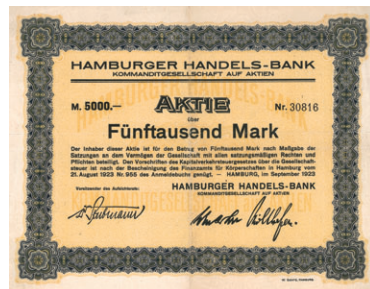 HAMBURGER HANDELS-BANK
KOMMANDITGESELLSCHAFT AUF AKTIEN
M. 5000.— AKTIE Nr. 30816
über
Fünftausend Mark
Der Inhaber dieser Aktie ist für den Betrag von Fünftausend Mark nach Maßgabe der
Satzungen an dem Vermögen der Gesellschaft mit allen satzungsmäßigen Rechten und
Pflichten beteiligt. Den Vorschriften des Kapitalverkehrsteuergesetzes über die Gesellschaft-
steuer ist nach der Bescheinigung des Finanzamts für Körperschaften in Hamburg vom
21. August 1923 Nr. 955 des Anmeldebuchs genügt. — HAMBURG, im September 1923
Vorsitzender des Aufsichtsrats: HAMBURGER HANDELS-BANK
KOMMANDITGESELLSCHAFT AUF AKTIEN